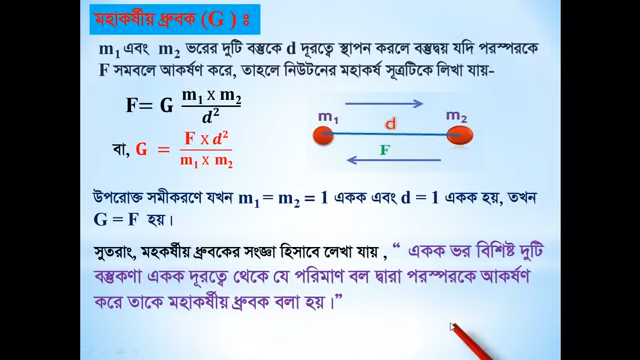 মহাকর্ষীয় ধ্রুবক (G) :
m₁ এবং m₂ ভরের দুটি বস্তুকে d দূরত্বে স্থাপন করলে বস্তুদ্বয় যদি পরস্পরকে
F সমবলে আকর্ষণ করে, তাহলে নিউটনের মহাকর্ষ সূত্রটিকে লিখা যায়-
F= G (m₁ x m₂)/d²
বা, G = (F x d²)/(m₁ x m₂)
m₁ d m₂
F
উপরোক্ত সমীকরণে যখন m₁ = m₂ = 1 একক এবং d = 1 একক হয়, তখন
G = F হয়।
সুতরাং, মহকর্ষীয় ধ্রুবকের সংজ্ঞা হিসাবে লেখা যায় , “ একক ভর বিশিষ্ট দুটি
বস্তুকণা একক দূরত্বে থেকে যে পরিমাণ বল দ্বারা পরস্পরকে আকর্ষণ
করে তাকে মহাকর্ষীয় ধ্রুবক বলা হয়।”